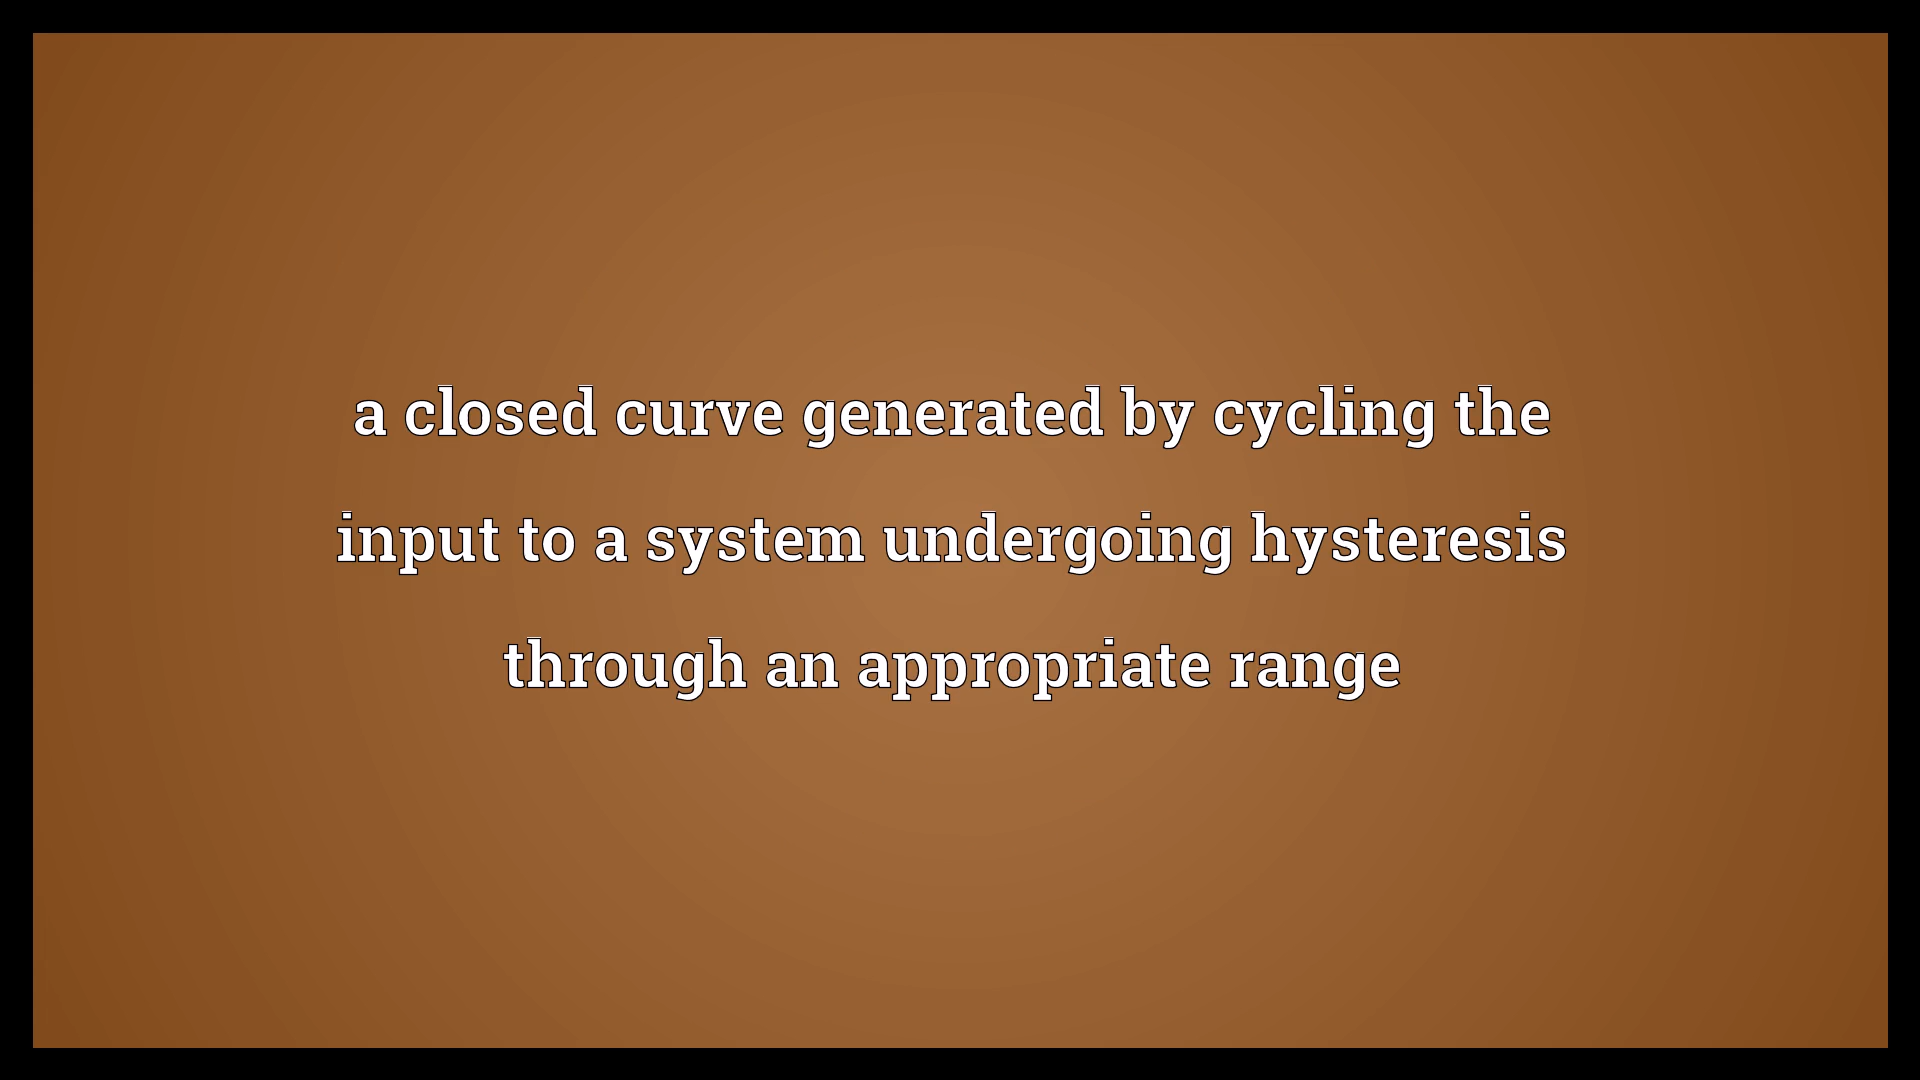 a closed curve generated by cycling the
input to a system undergoing hysteresis
through an appropriate range